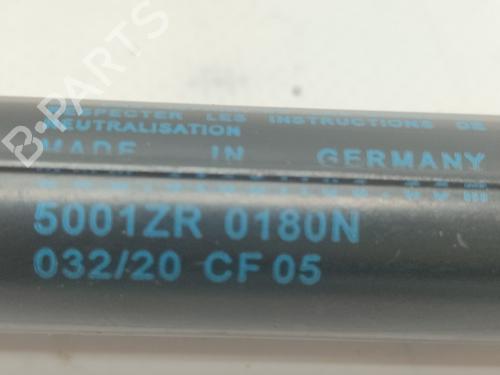 RESPECTER LES INSTRUCTIONS DE
NEUTRALISATION
MADE IN GERMANY
5001ZR 0180N
032/20 CF 05
B-PARTS